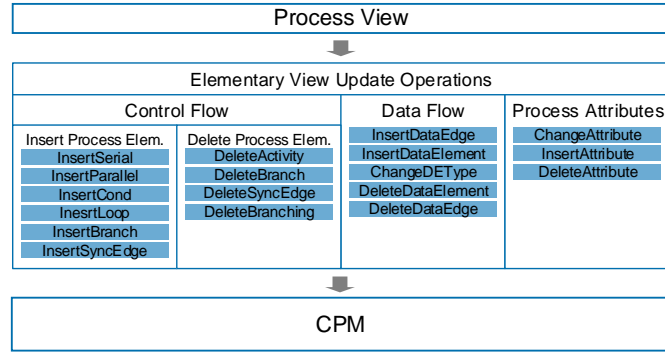 Process View
Elementary View Update Operations
Control Flow
Insert Process Elem.
InsertSerial
InsertParallel
InsertCond
InesrtLoop
InsertBranch
InsertSyncEdge
Delete Process Elem.
DeleteActivity
DeleteBranch
DeleteSyncEdge
DeleteBranching
Data Flow
InsertDataEdge
InsertDataElement
ChangeDEType
DeleteDataElement
DeleteDataEdge
Process Attributes
ChangeAttribute
InsertAttribute
DeleteAttribute
CPM